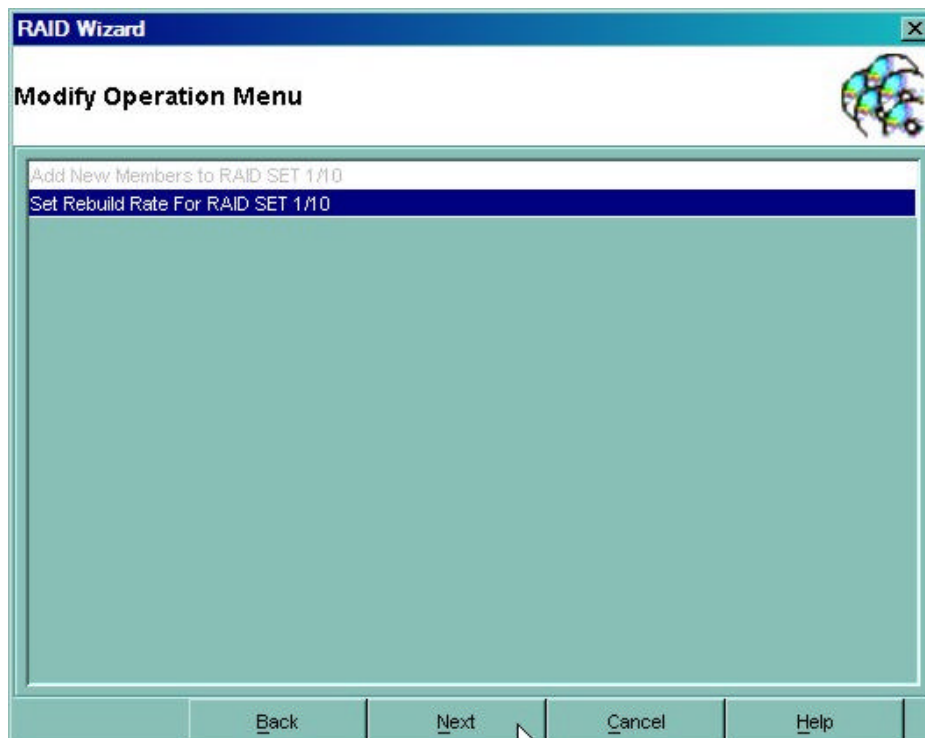 RAID Wizard
Modify Operation Menu
Add New Members to RAID SET 1/10
Set Rebuild Rate For RAID SET 1/10
Back Next Cancel Help